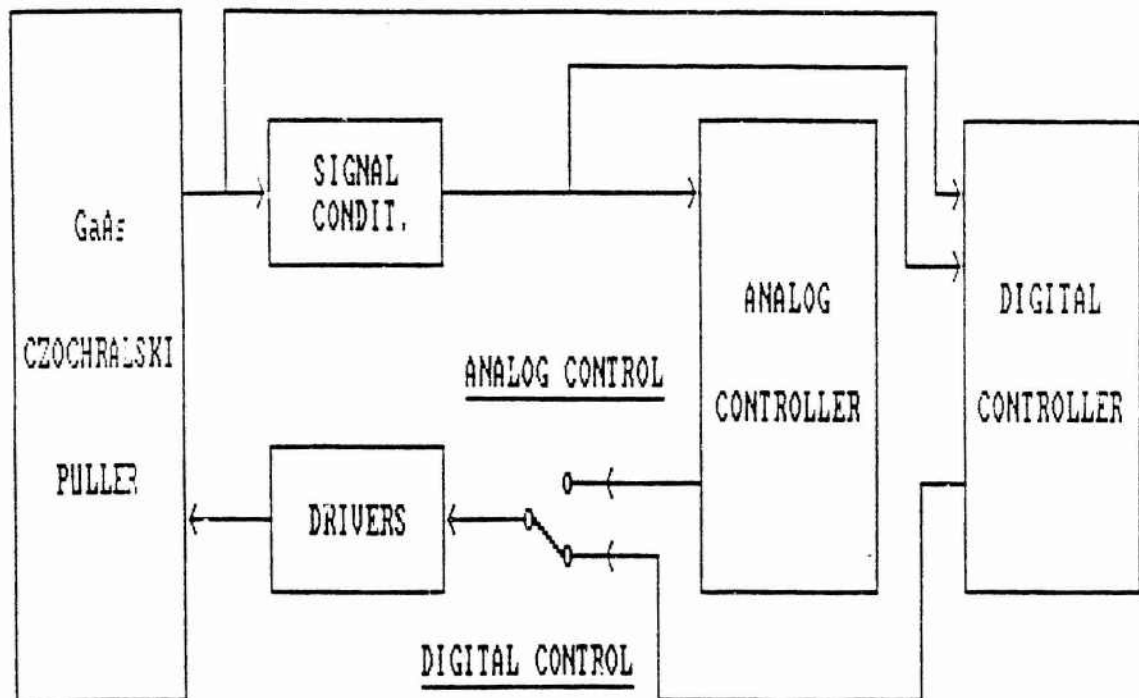 GaAs
CZOCHRALSKI
PULLER
SIGNAL
CONDIT.
ANALOG
CONTROLLER
DIGITAL
CONTROLLER
ANALOG CONTROL
DRIVERS
DIGITAL CONTROL